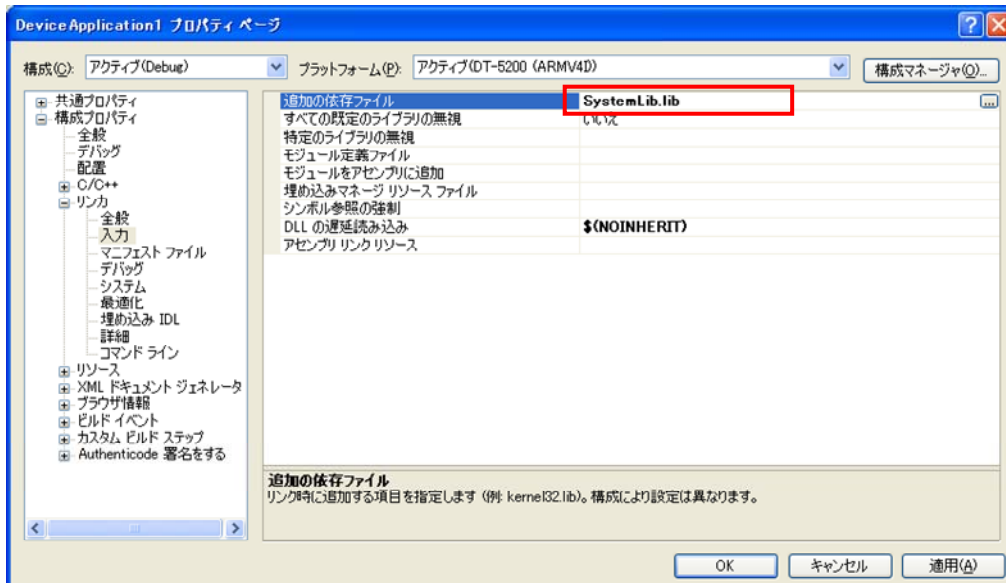 DeviceApplication1 プロパティ ページ
構成(C): アクティブ(Debug) プラットフォーム(P): アクティブ(DT-5200 (ARMV4I)) 構成マネージャ(O)...
共通プロパティ
構成プロパティ
全般
デバッグ
配置
C/C++
リンカ
全般
入力
マニフェスト ファイル
デバッグ
システム
最適化
埋め込み IDL
詳細
コマンド ライン
リソース
XML ドキュメント ジェネレータ
ブラウザ情報
ビルド イベント
カスタム ビルド ステップ
Authenticode 署名をする
追加の依存ファイル SystemLib.lib ...
すべての既定のライブラリの無視 いいえ
特定のライブラリの無視
モジュール定義ファイル
モジュールをアセンブリに追加
埋め込みマネージ リソース ファイル
シンボル参照の強制
DLL の遅延読み込み $(NOINHERIT)
アセンブリ リンク リソース
追加の依存ファイル
リンク時に追加する項目を指定します (例: kernel32.lib)。構成により設定は異なります。
OK キャンセル 適用(A)